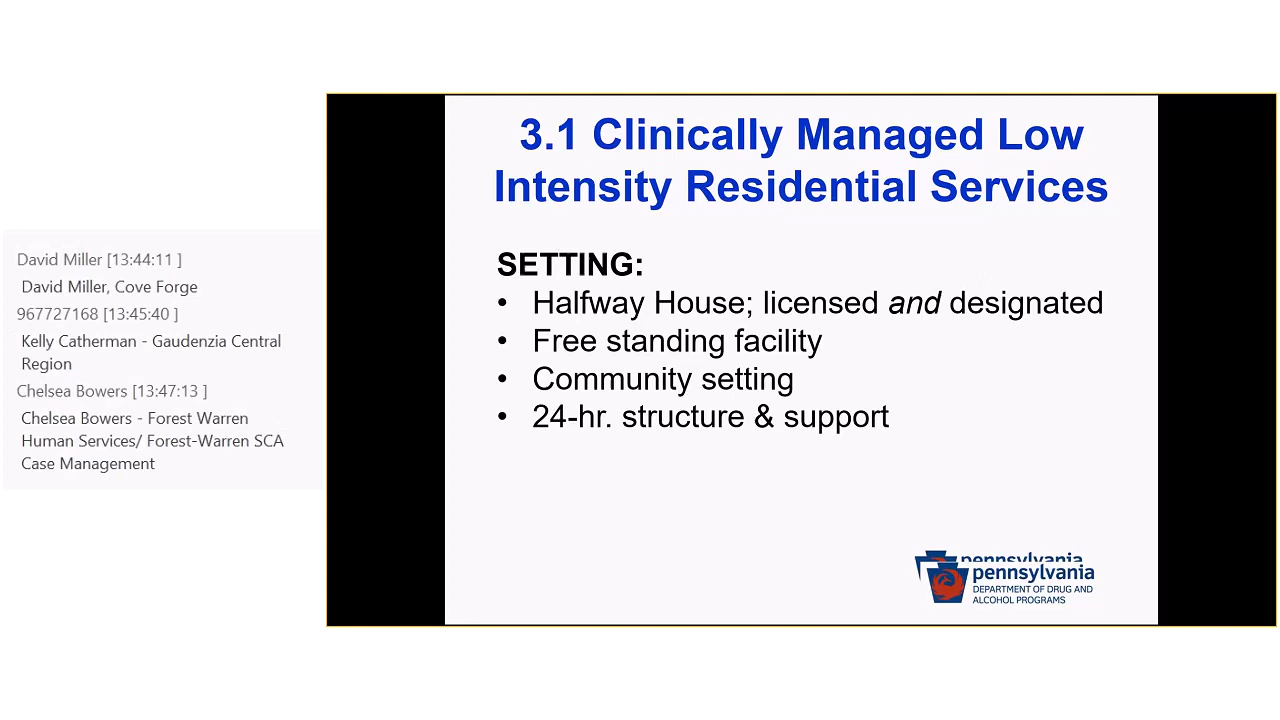 David Miller [13:44:11 ]
David Miller, Cove Forge
967727168 [13:45:40 ]
Kelly Catherman - Gaudenzia Central
Region
Chelsea Bowers [13:47:13 ]
Chelsea Bowers - Forest Warren
Human Services/ Forest-Warren SCA
Case Management
3.1 Clinically Managed Low
Intensity Residential Services
SETTING:
• Halfway House; licensed and designated
• Free standing facility
• Community setting
• 24-hr. structure & support
pennsylvania
pennsylvania
DEPARTMENT OF DRUG AND
ALCOHOL PROGRAMS